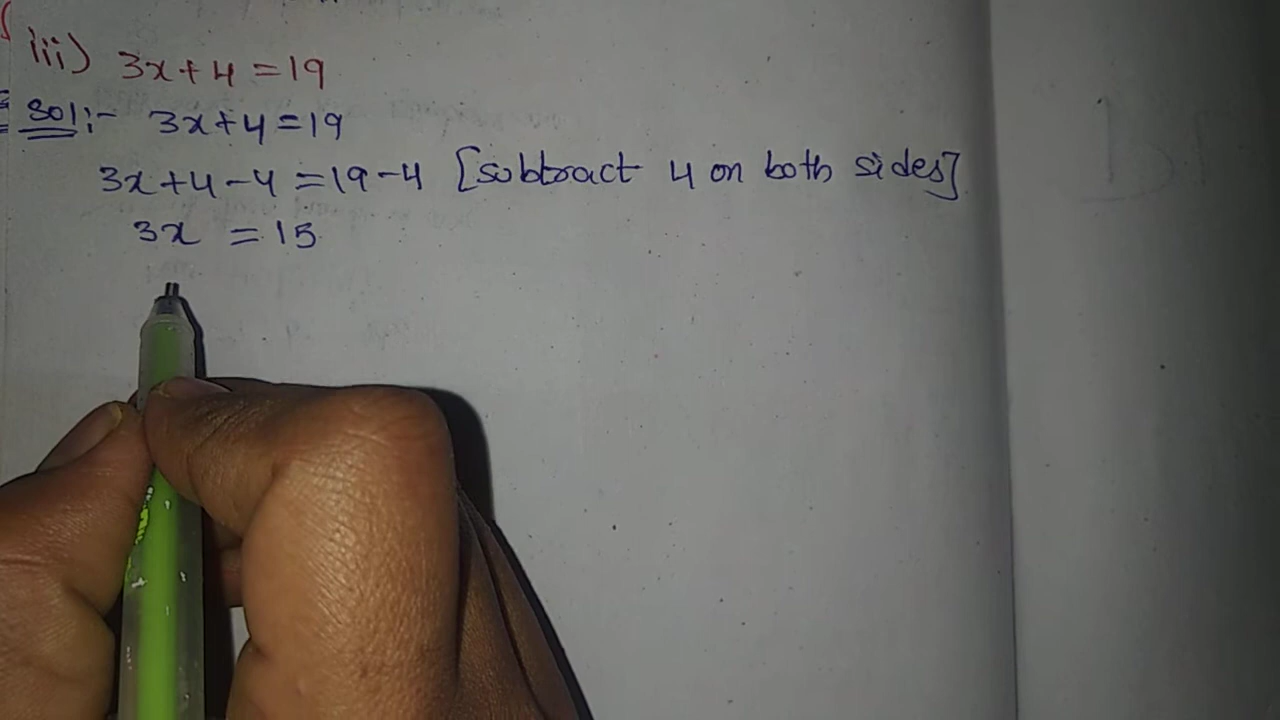 iii) 3x+4=19
Sol:- 3x+4=19
3x+4-4=19-4 [subtract 4 on both sides]
3x =15